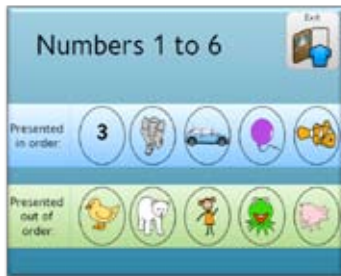 Exit
Numbers 1 to 6
Presented
in order:
3
Presented
out of
order: